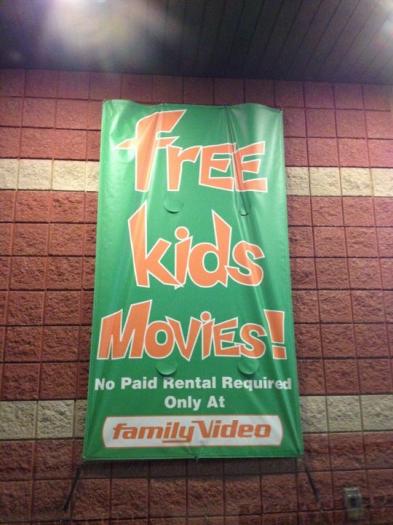 free
kids
Movies!
No Paid Rental Required
Only At
familyVideo